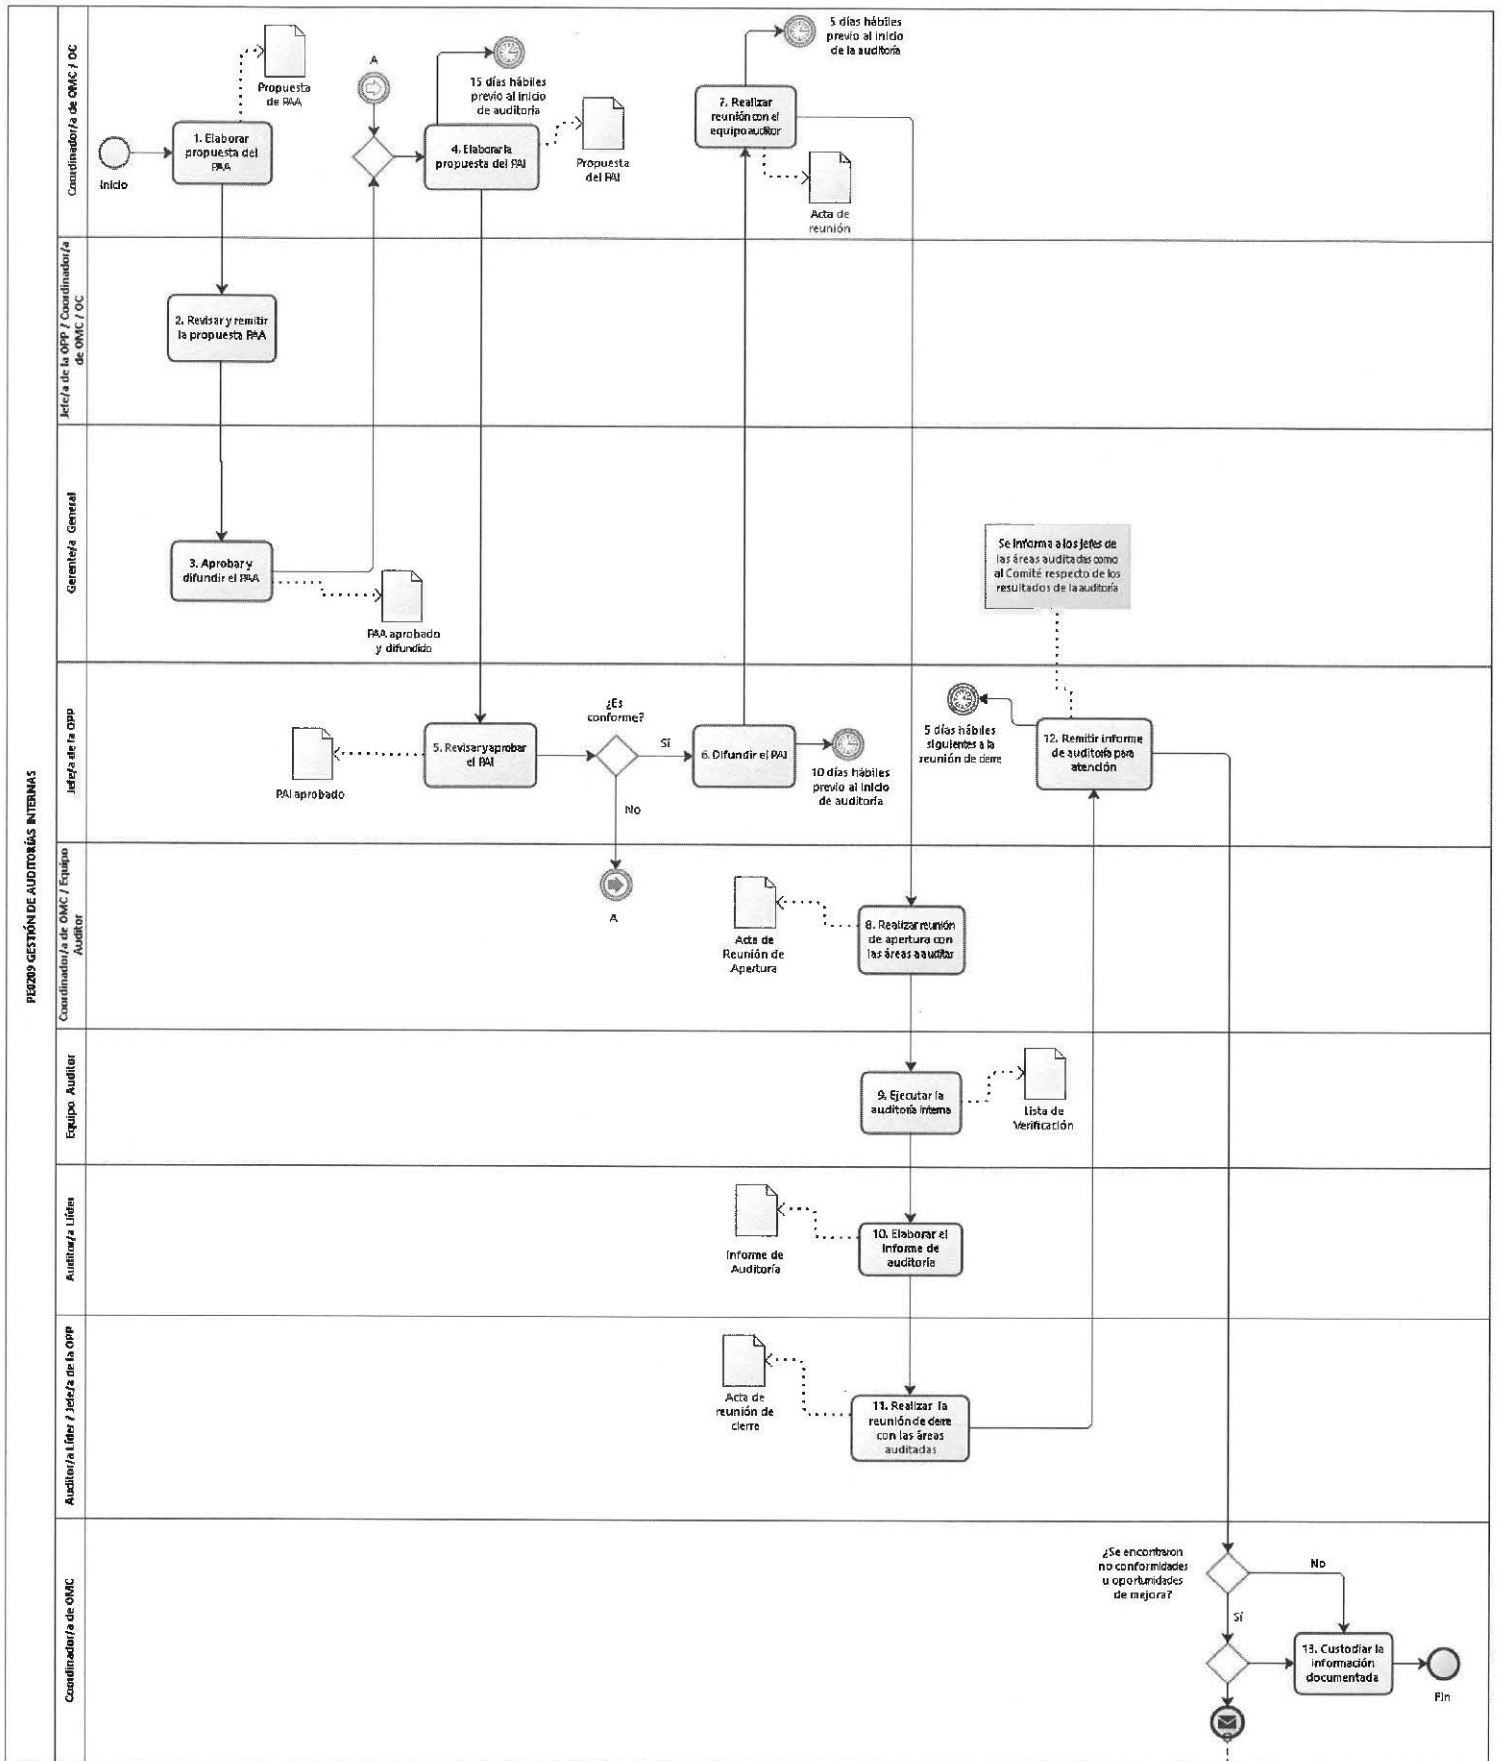 PE0209 GESTIÓN DE AUDITORÍAS INTERNAS
Coordinador/a de OMC / OC
Inicio
1. Elaborar
propuesta del
PAA
Propuesta
de PAA
A
15 días hábiles
previo al inicio
de auditoría
4. Elaborar la
propuesta del PAI
Propuesta
del PAI
5 días hábiles
previo al inicio
de la auditoría
7. Realizar
reunión con el
equipo auditor
Acta de
reunión
Jefe/a de la OPP / Coordinador/a
de OMC / OC
2. Revisar y remitir
la propuesta PAA
Gerente/a General
3. Aprobar y
difundir el PAA
PAA aprobado
y difundido
Se informa a los jefes de
las áreas auditadas como
al Comité respecto de los
resultados de la auditoría
Jefe/a de la OPP
PAI aprobado
5. Revisar y aprobar
el PAI
¿Es
conforme?
Sí
No
6. Difundir el PAI
10 días hábiles
previo al inicio
de auditoría
5 días hábiles
siguientes a la
reunión de cierre
12. Remitir informe
de auditoría para
atención
Coordinador/a de OMC / Equipo
Auditor
A
Acta de
Reunión de
Apertura
8. Realizar reunión
de apertura con
las áreas a auditar
Equipo Auditor
9. Ejecutar la
auditoría interna
Lista de
Verificación
Auditor/a Líder
Informe de
Auditoría
10. Elaborar el
informe de
auditoría
Auditor/a Líder / Jefe/a de la OPP
Acta de
reunión de
cierre
11. Realizar la
reunión de cierre
con las áreas
auditadas
Coordinador/a de OMC
¿Se encontraron
no conformidades
u oportunidades
de mejora?
No
Sí
13. Custodiar la
información
documentada
Fin